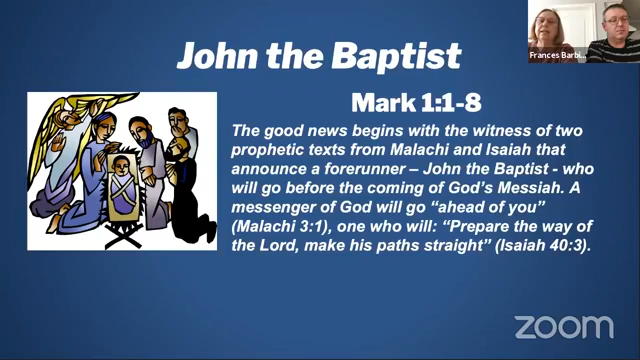 John the Baptist
Mark 1:1-8
The good news begins with the witness of two
prophetic texts from Malachi and Isaiah that
announce a forerunner – John the Baptist - who
will go before the coming of God's Messiah. A
messenger of God will go “ahead of you”
(Malachi 3:1), one who will: “Prepare the way of
the Lord, make his paths straight” (Isaiah 40:3).
Frances Barbi...
zoom